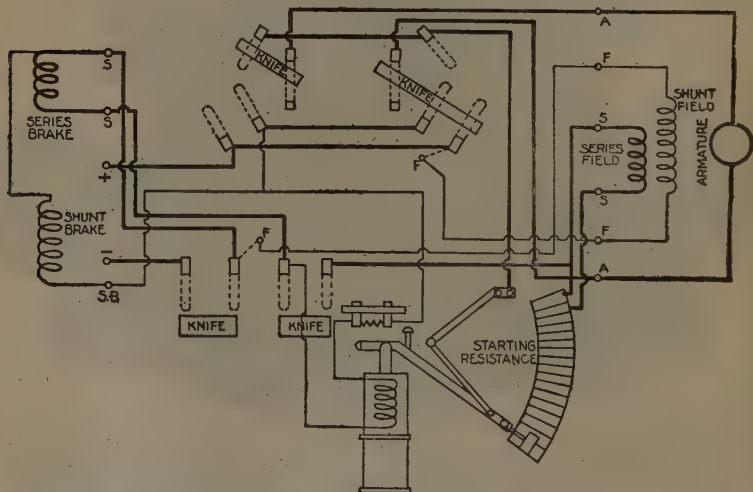 A
KNIFE
KNIFE
S
F
SHUNT
FIELD
S
SERIES
BRAKE
S
SERIES
FIELD
ARMATURE
+
F
S
SHUNT
BRAKE
F
F
–
S.B.
A
KNIFE
KNIFE
STARTING
RESISTANCE